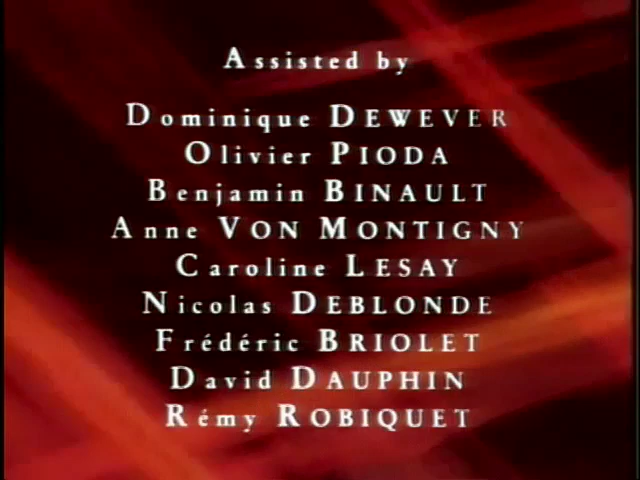 Assisted by
Dominique DEWEVER
Olivier PIODA
Benjamin BINAULT
Anne VON MONTIGNY
Caroline LESAY
Nicolas DEBLONDE
Frédéric BRIOLET
David DAUPHIN
Rémy ROBIQUET